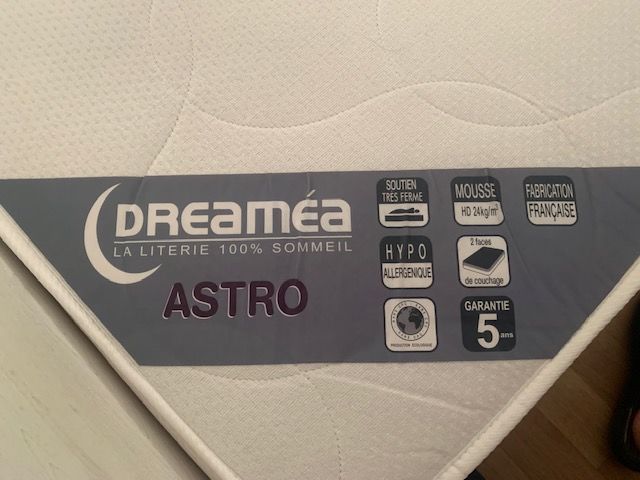 DREAMÉA
LA LITERIE 100% SOMMEIL
ASTRO
SOUTIEN
TRES FERME
MOUSSE
HD 24kg/m³
FABRICATION
FRANÇAISE
HYPO
ALLERGENIQUE
2 faces
de couchage
PRODUCTION ECOLOGIQUE
GARANTIE
5 ans